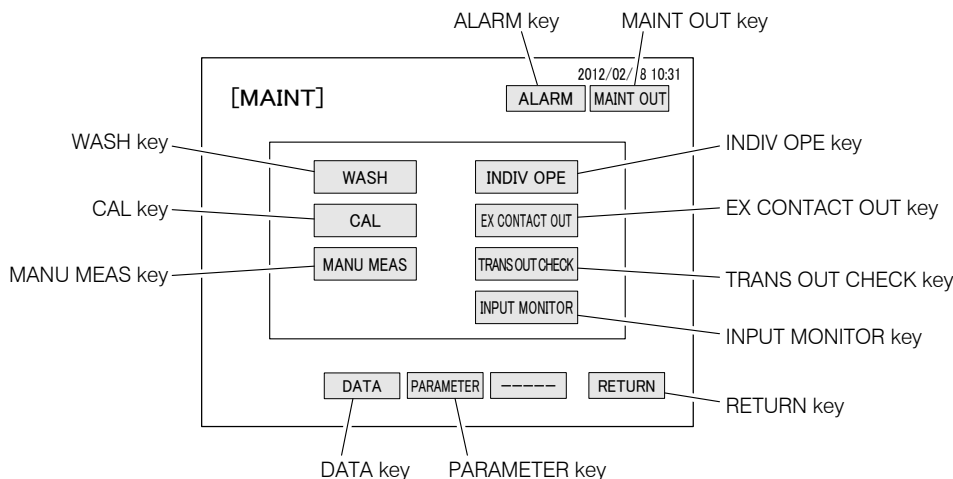 ALARM key MAINT OUT key
2012/02/ 8 10:31
[MAINT] ALARM MAINT OUT
WASH key INDIV OPE key
WASH INDIV OPE
CAL key EX CONTACT OUT key
CAL EX CONTACT OUT
MANU MEAS key TRANS OUT CHECK key
MANU MEAS TRANS OUT CHECK
INPUT MONITOR
INPUT MONITOR key
DATA PARAMETER ----- RETURN
RETURN key
DATA key PARAMETER key